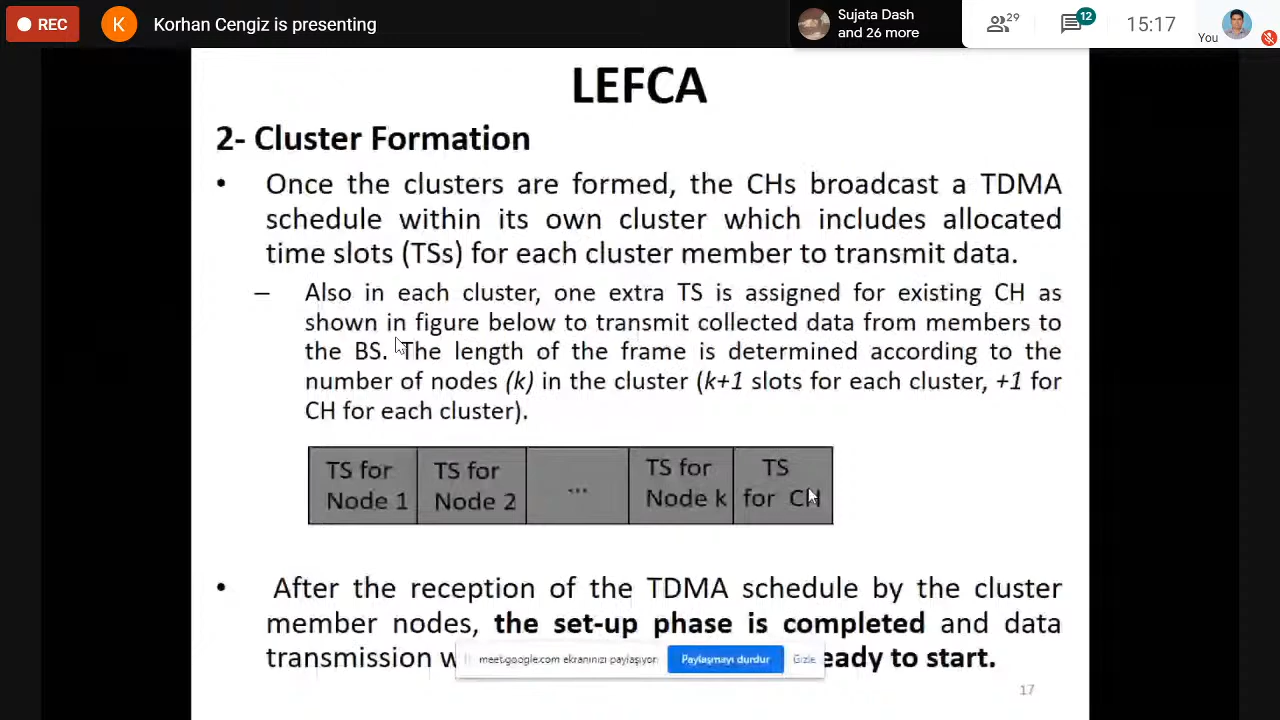 REC
K
Korhan Cengiz is presenting
Sujata Dash
and 26 more
29
12
15:17
You
LEFCA
2- Cluster Formation
• Once the clusters are formed, the CHs broadcast a TDMA
schedule within its own cluster which includes allocated
time slots (TSs) for each cluster member to transmit data.
– Also in each cluster, one extra TS is assigned for existing CH as
shown in figure below to transmit collected data from members to
the BS. The length of the frame is determined according to the
number of nodes (k) in the cluster (k+1 slots for each cluster, +1 for
CH for each cluster).
TS for Node 1
TS for Node 2
...
TS for Node k
TS for CH
• After the reception of the TDMA schedule by the cluster
member nodes, the set-up phase is completed and data
transmission eady to start.
meet.google.com ekranınızı paylaşıyor
Paylaşmayı durdur
Gizle
17